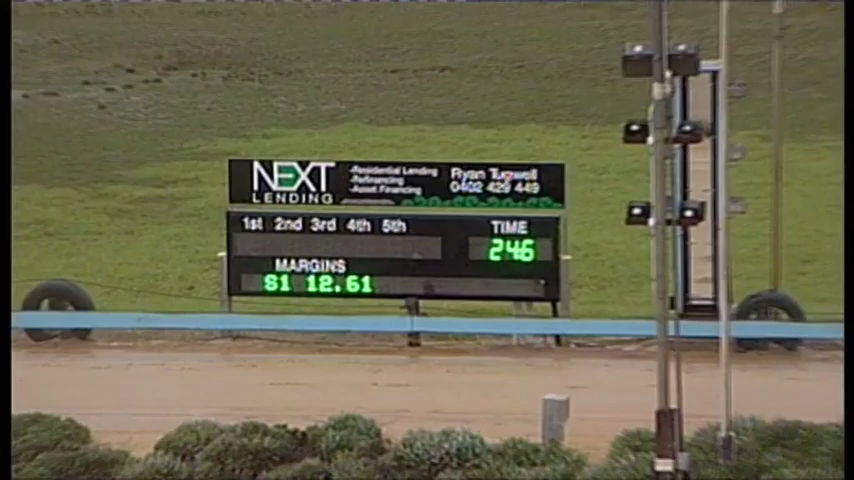 NEXT
LENDING
-Residential Lending
-Refinancing
-Asset Financing
Ryan Tugwell
0402 429 449
1st 2nd 3rd 4th 5th
TIME
246
MARGINS
S1 12.61